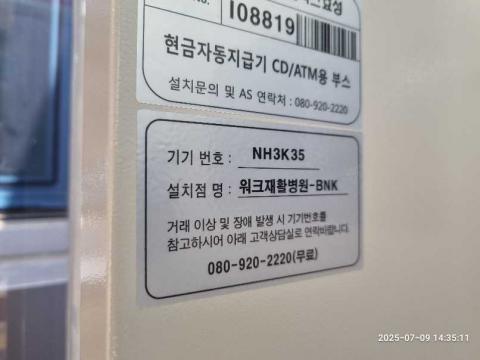 No.
I08819
현금자동지급기 CD/ATM용 부스
설치문의 및 AS 연락처 : 080-920-2220
기기 번호 : NH3K35
설치점 명 : 워크재활병원-BNK
거래 이상 및 장애 발생 시 기기번호를
참고하시어 아래 고객상담실로 연락바랍니다.
080-920-2220(무료)
2025-07-09 14:35:11